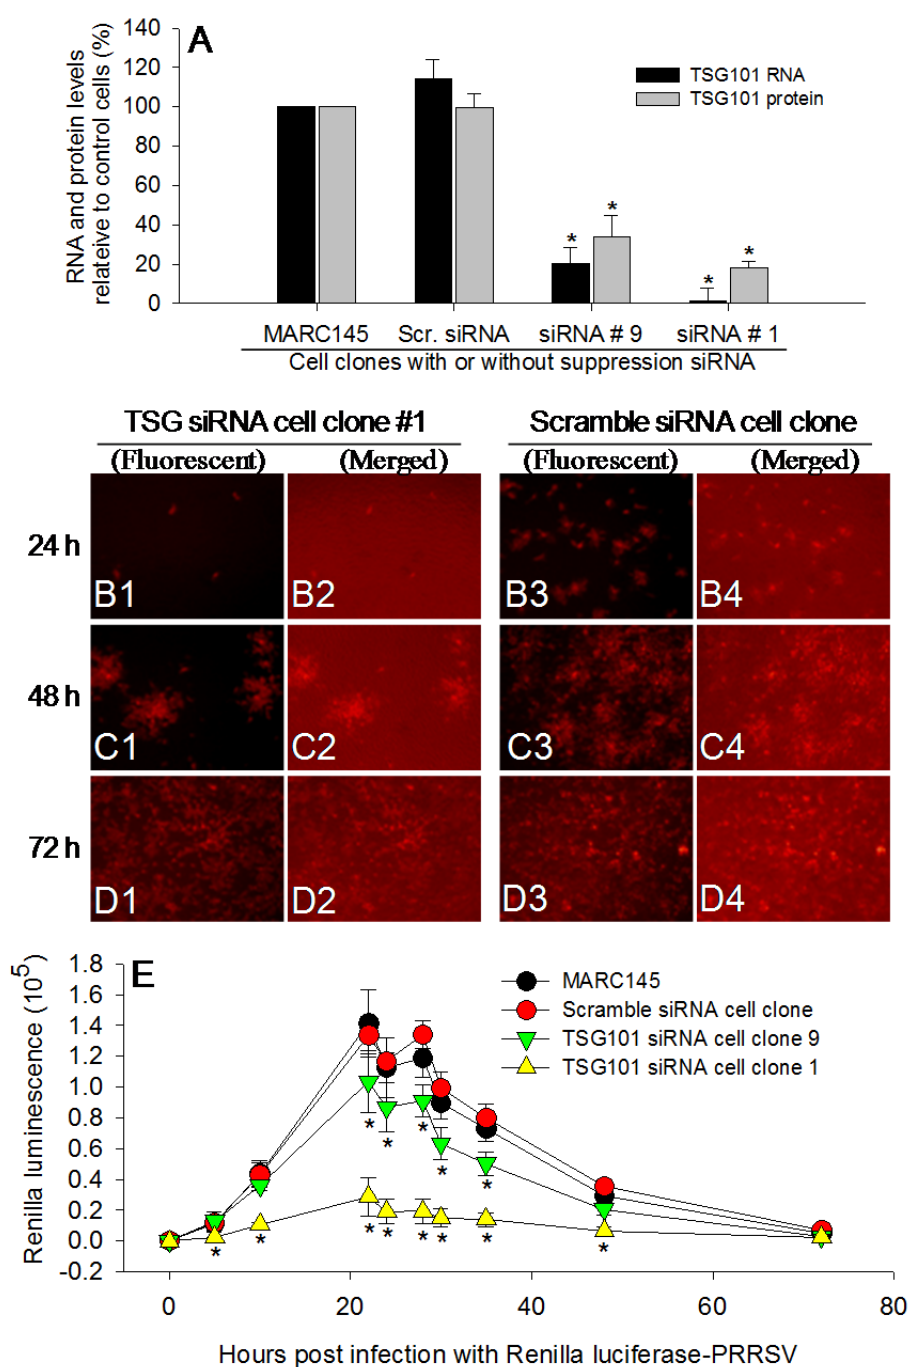 A
RNA and protein levels
relateive to control cells (%)
140
120
100
80
60
40
20
0
TSG101 RNA
TSG101 protein
* * * *
MARC145 Scr. siRNA siRNA # 9 siRNA # 1
Cell clones with or without suppression siRNA
TSG siRNA cell clone #1 Scramble siRNA cell clone
(Fluorescent) (Merged) (Fluorescent) (Merged)
24 h
B1 B2 B3 B4
48 h
C1 C2 C3 C4
72 h
D1 D2 D3 D4
E
Renilla luminescence (10^5)
1.8
1.6
1.4
1.2
1.0
0.8
0.6
0.4
0.2
0.0
-0.2
MARC145
Scramble siRNA cell clone
TSG101 siRNA cell clone 9
TSG101 siRNA cell clone 1
* * * * *
* * * * * * * *
0 20 40 60 80
Hours post infection with Renilla luciferase-PRRSV